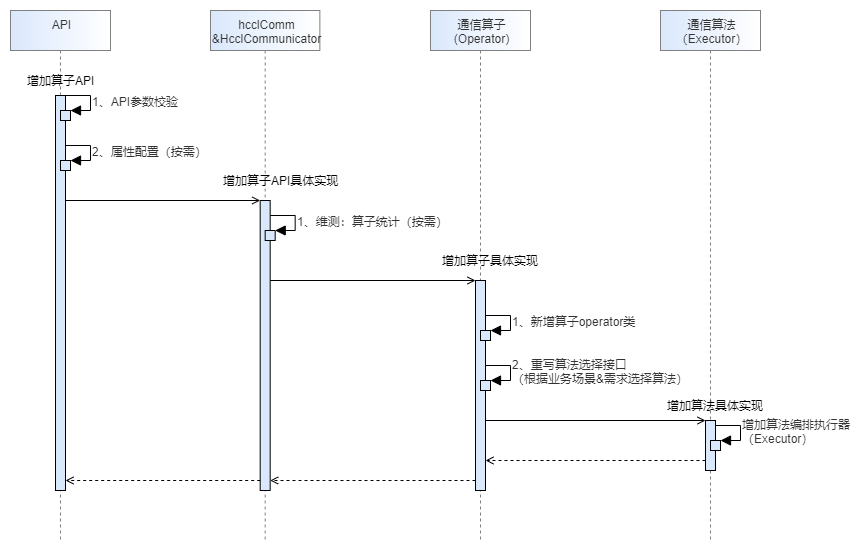 API
hcclComm
&HcclCommunicator
通信算子
（Operator）
通信算法
（Executor）
增加算子API
1、API参数校验
2、属性配置（按需）
增加算子API具体实现
1、维测：算子统计（按需）
增加算子具体实现
1、新增算子operator类
2、重写算法选择接口
（根据业务场景&需求选择算法）
增加算法具体实现
增加算法编排执行器
（Executor）